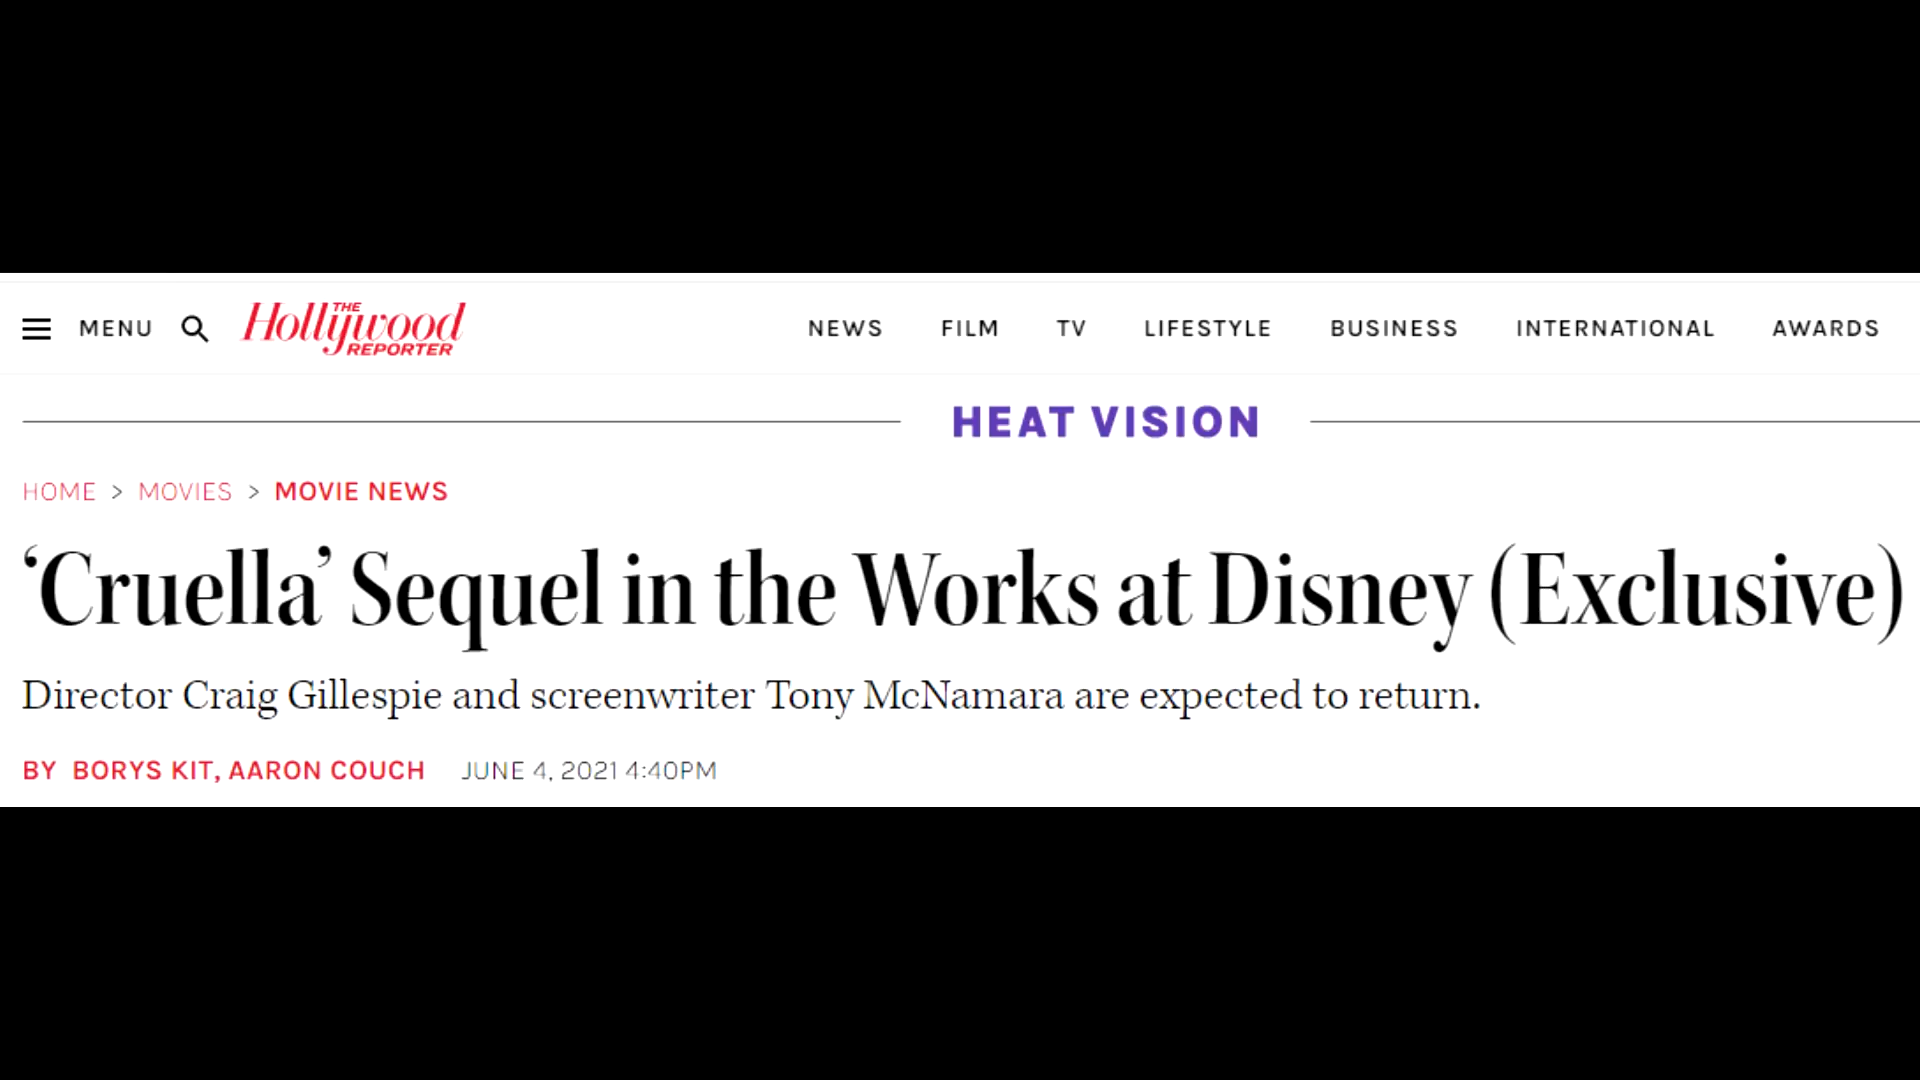 MENU
THE
Hollywood
REPORTER
NEWS FILM TV LIFESTYLE BUSINESS INTERNATIONAL AWARDS
HEAT VISION
HOME > MOVIES > MOVIE NEWS
‘Cruella’ Sequel in the Works at Disney (Exclusive)
Director Craig Gillespie and screenwriter Tony McNamara are expected to return.
BY BORYS KIT, AARON COUCH JUNE 4, 2021 4:40PM